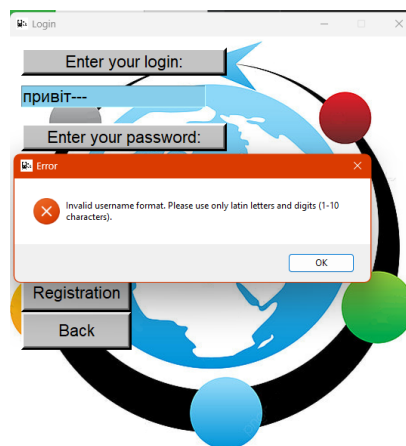 Login
Enter your login:
привіт---
Enter your password:
Error
Invalid username format. Please use only latin letters and digits (1-10
characters).
OK
Registration
Back